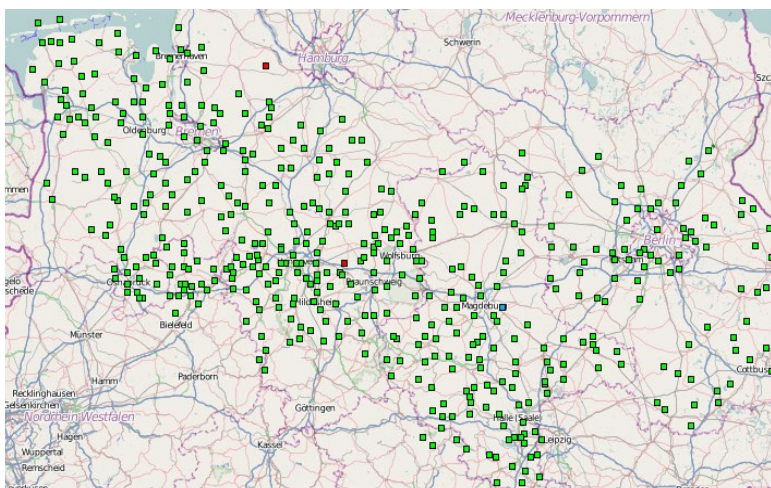 Mecklenburg-Vorpommern
Schwerin
Hamburg
Bremerhaven
Oldenburg
Bremen
Berlin
Wolfsburg
Braunschweig
Osnabrück
Hildesheim
Magdeburg
Bielefeld
Münster
Cottbus
Hamm
Paderborn
Recklinghausen
Gelsenkirchen
Nordrhein-Westfalen
Göttingen
Halle (Saale)
Hagen
Kassel
Leipzig
Wuppertal
Remscheid